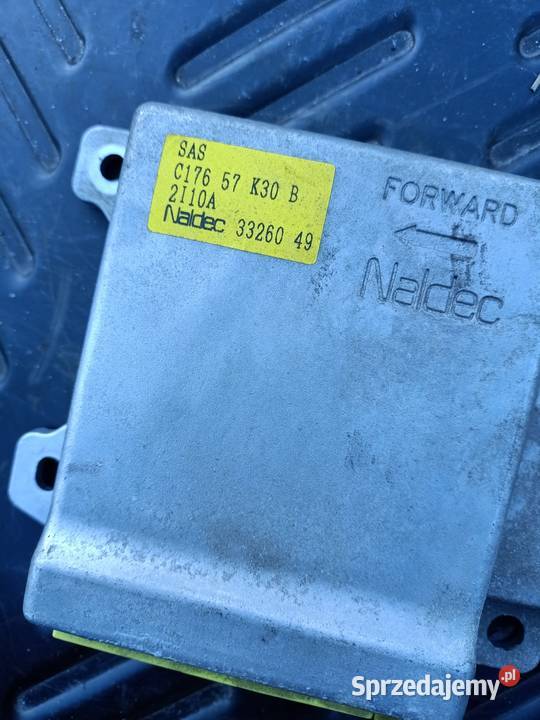 SAS
C176 57 K30 B
2I10A
Naldec 33260 49
FORWARD
Naldec
Sprzedajemy.pl